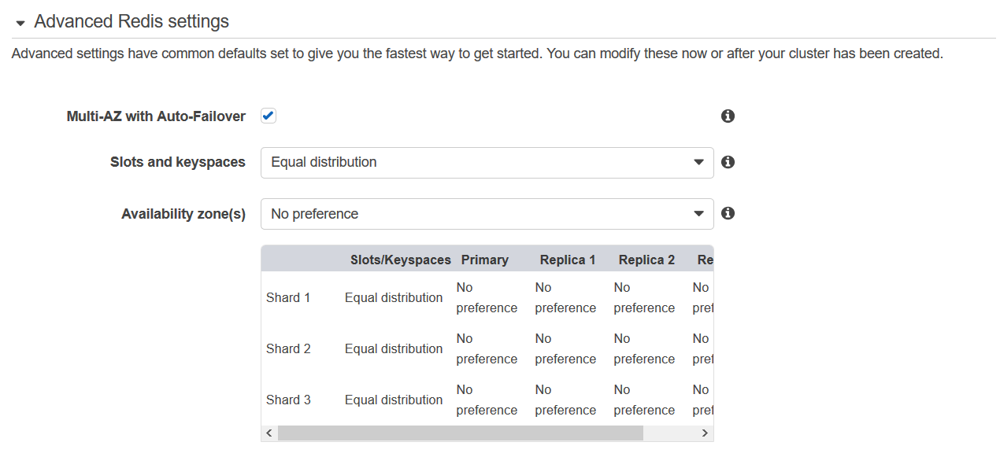 Advanced Redis settings
Advanced settings have common defaults set to give you the fastest way to get started. You can modify these now or after your cluster has been created.
Multi-AZ with Auto-Failover
Slots and keyspaces Equal distribution
Availability zone(s) No preference
Slots/Keyspaces Primary Replica 1 Replica 2 Re
Shard 1 Equal distribution No preference No preference No preference No pref
Shard 2 Equal distribution No preference No preference No preference No pref
Shard 3 Equal distribution No preference No preference No preference No pref